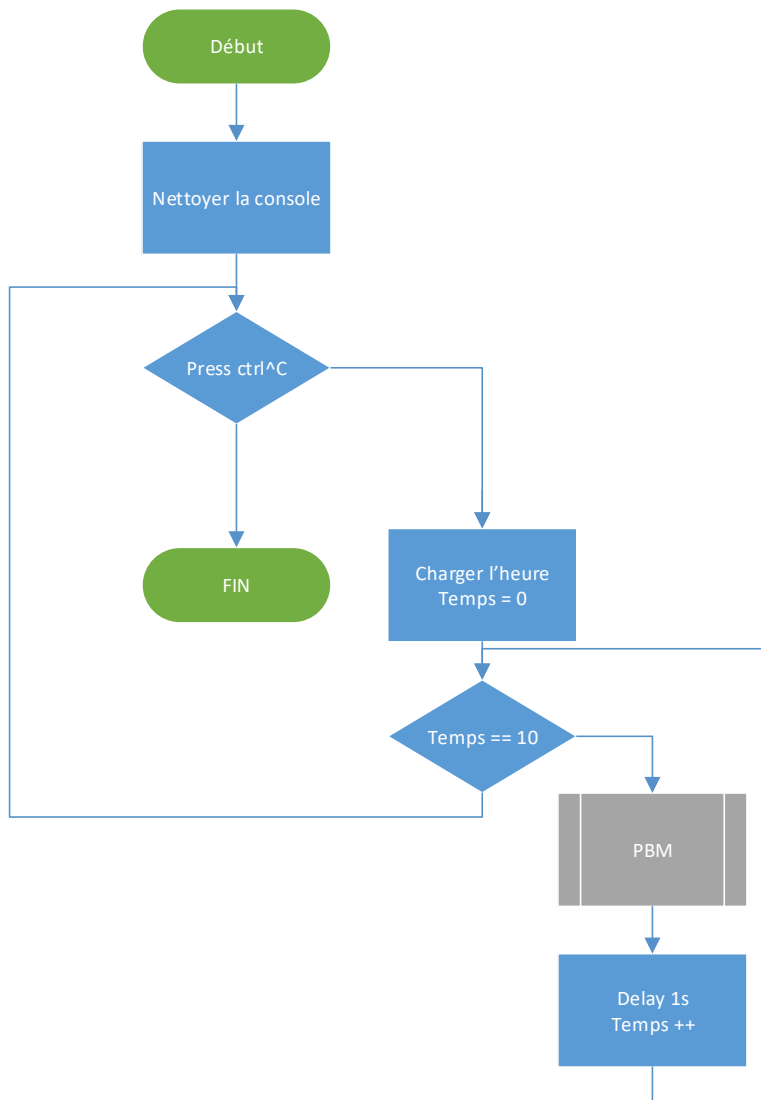 Début
Nettoyer la console
Press ctrl^C
FIN
Charger l’heure
Temps = 0
Temps == 10
PBM
Delay 1s
Temps ++